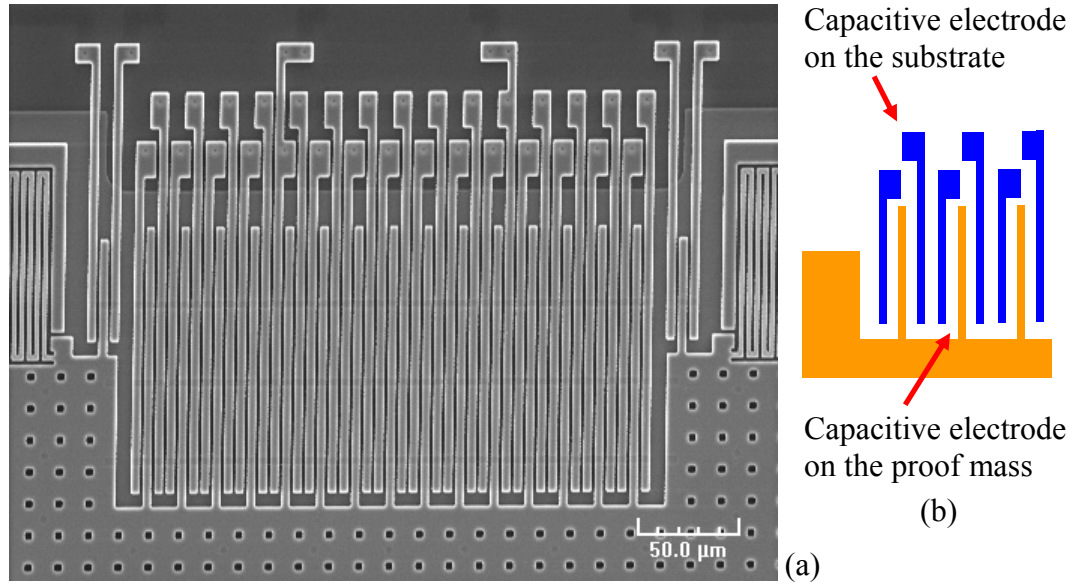 Capacitive electrode
on the substrate
50.0 μm
Capacitive electrode
on the proof mass
(b)
(a)